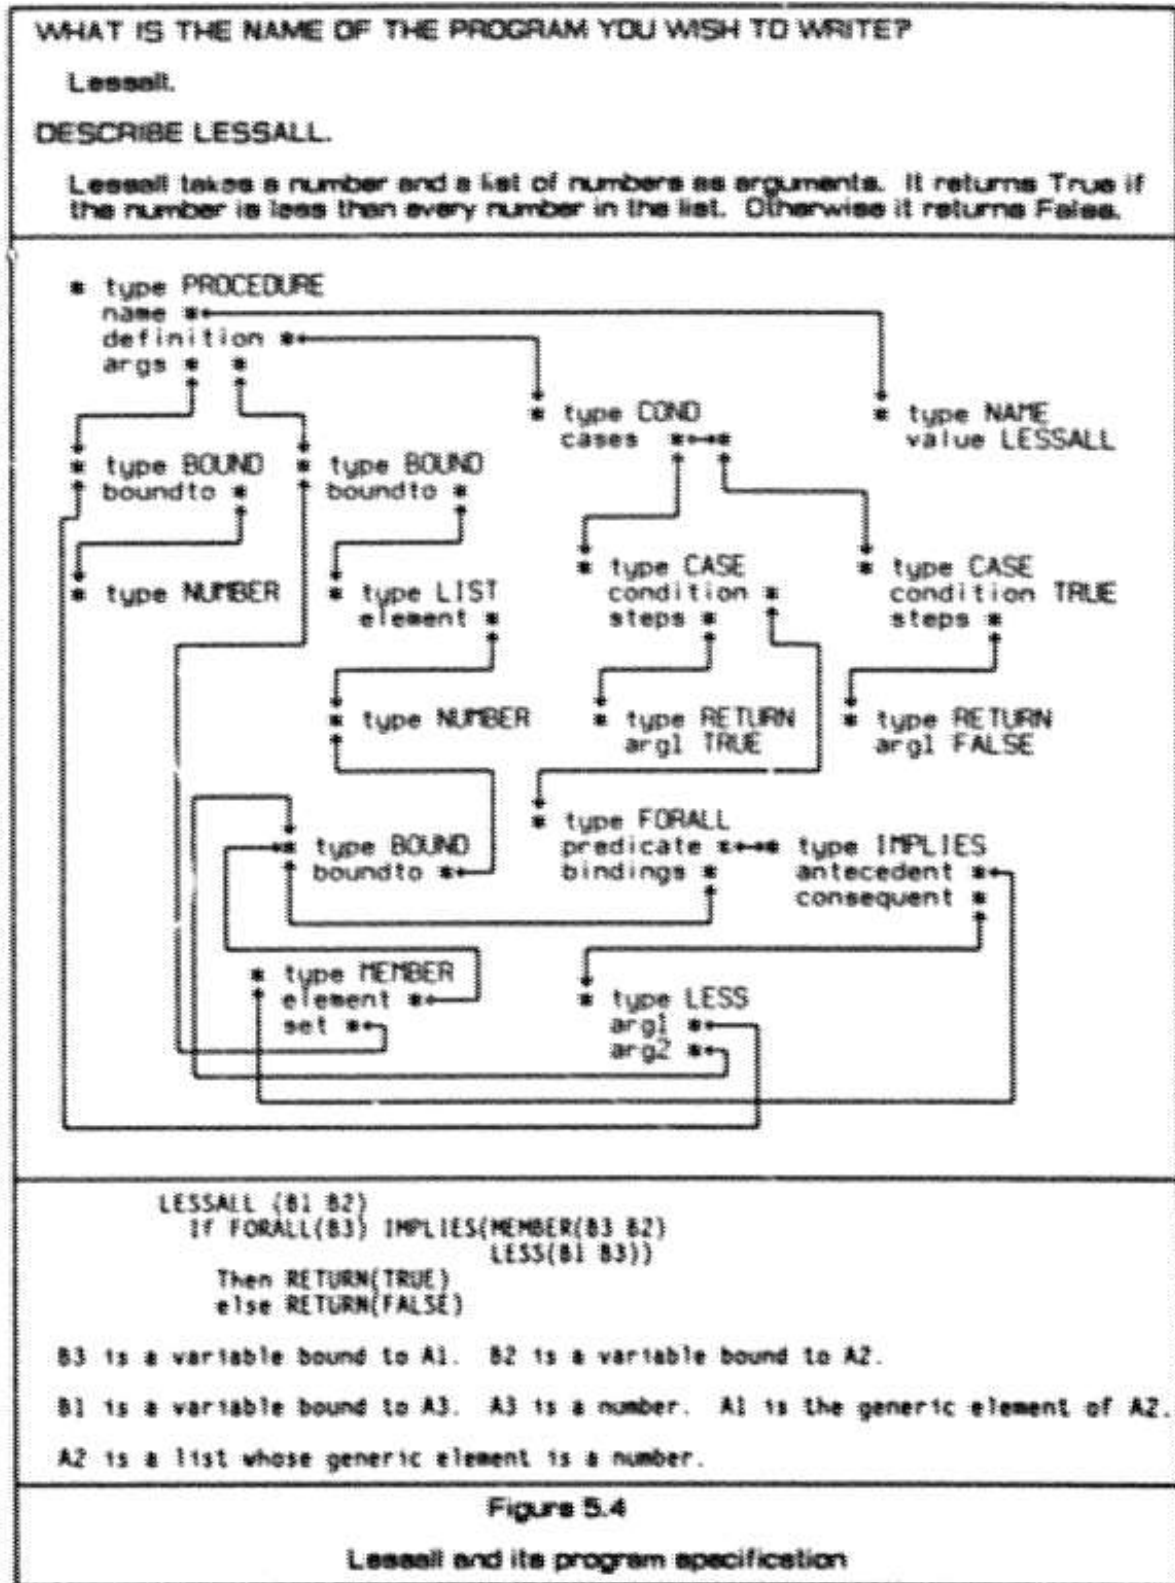 WHAT IS THE NAME OF THE PROGRAM YOU WISH TO WRITE?
Lessall.
DESCRIBE LESSALL.
Lessall takes a number and a list of numbers as arguments. It returns True if
the number is less than every number in the list. Otherwise it returns False.
* type PROCEDURE
name *
definition *
args * *
* type COND
cases * *
* type NAME
value LESSALL
* type BOUND
boundto *
* type BOUND
boundto *
* type NUMBER
* type LIST
element *
* type CASE
condition *
steps *
* type CASE
condition TRUE
steps *
* type NUMBER
* type RETURN
arg1 TRUE
* type RETURN
arg1 FALSE
* type BOUND
boundto *
* type FORALL
predicate *
bindings *
* type IMPLIES
antecedent *
consequent *
* type MEMBER
element *
set *
* type LESS
arg1 *
arg2 *
LESSALL (B1 B2)
If FORALL(B3) IMPLIES(MEMBER(B3 B2)
LESS(B1 B3))
Then RETURN(TRUE)
else RETURN(FALSE)
B3 is a variable bound to A1. B2 is a variable bound to A2.
B1 is a variable bound to A3. A3 is a number. A1 is the generic element of A2.
A2 is a list whose generic element is a number.
Figure 5.4
Lessall and its program specification